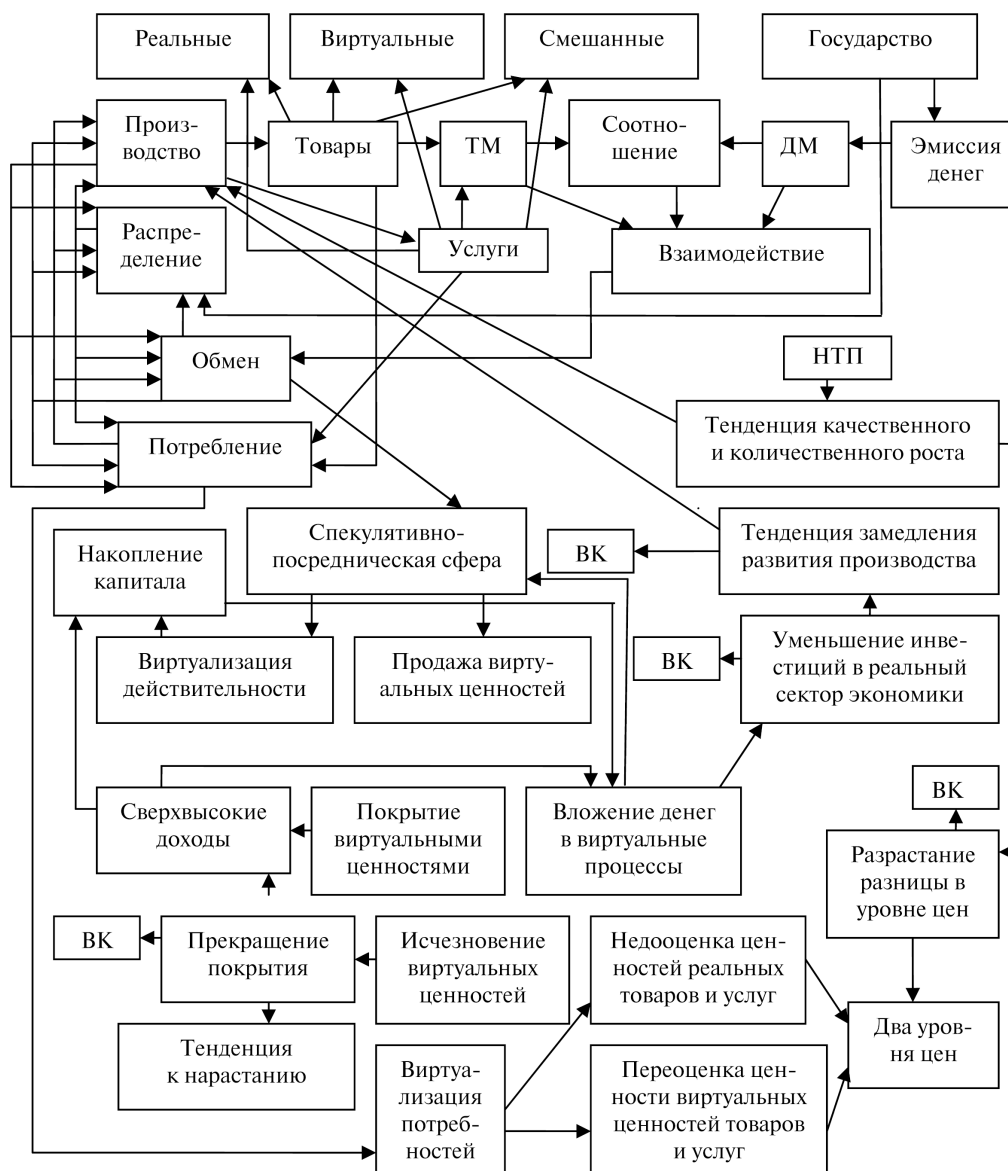 Реальные
Виртуальные
Смешанные
Государство
Произ-
водство
Товары
ТМ
Соотно-
шение
ДМ
Эмиссия
денег
Распре-
деление
Услуги
Взаимодействие
Обмен
НТП
Потребление
Тенденция качественного
и количественного роста
Накопление
капитала
Спекулятивно-
посредническая сфера
ВК
Тенденция замедления
развития производства
Виртуализация
действительности
Продажа вирту-
альных ценностей
ВК
Уменьшение инве-
стиций в реальный
сектор экономики
Сверхвысокие
доходы
Покрытие
виртуальными
ценностями
Вложение денег
в виртуальные
процессы
ВК
Разрастание
разницы в
уровне цен
ВК
Прекращение
покрытия
Исчезновение
виртуальных
ценностей
Недооценка цен-
ностей реальных
товаров и услуг
Два уров-
ня цен
Тенденция
к нарастанию
Виртуа-
лизация
потреб-
ностей
Переоценка цен-
ности виртуальных
ценностей товаров
и услуг